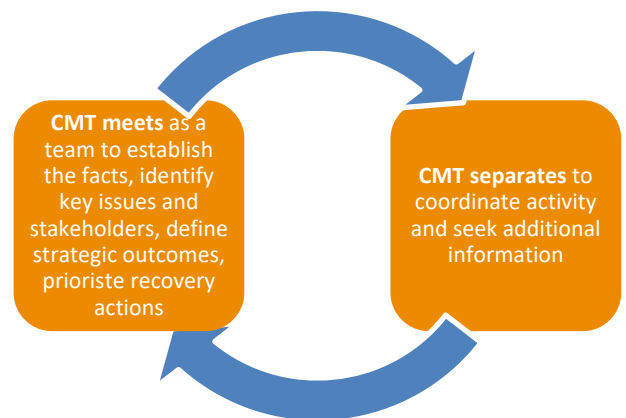 CMT meets as a
team to establish
the facts, identify
key issues and
stakeholders, define
strategic outcomes,
prioriste recovery
actions
CMT separates to
coordinate activity
and seek additional
information